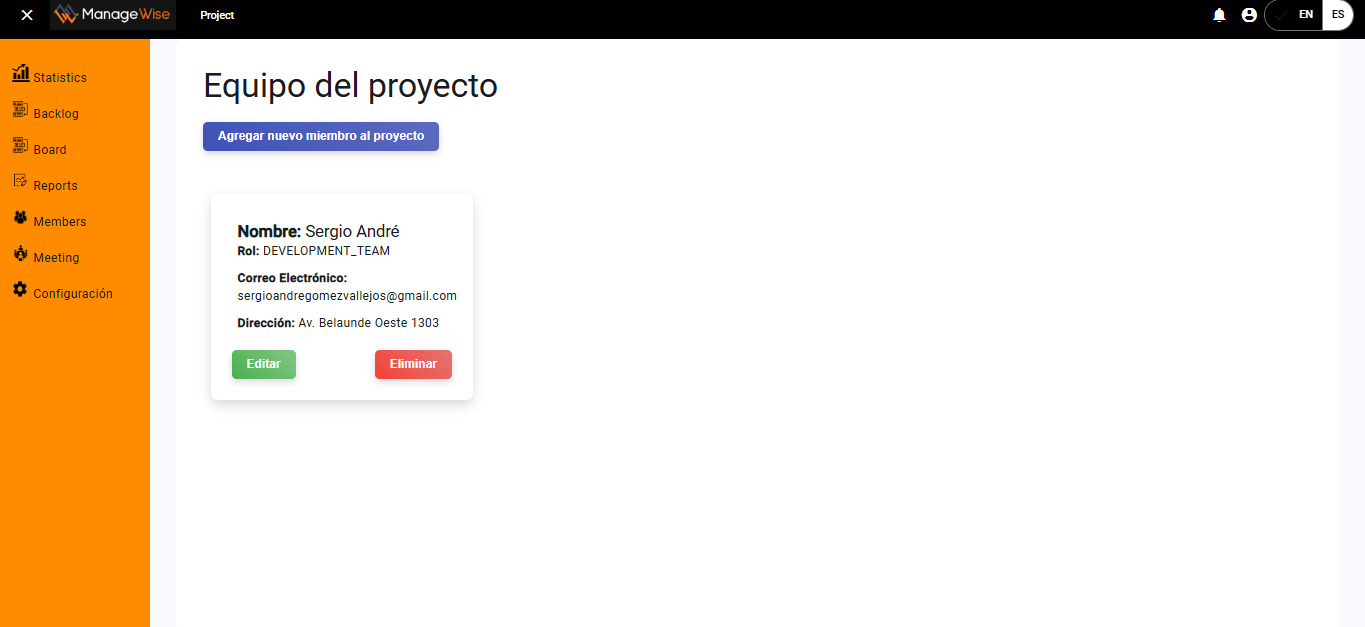 ManageWise
Project
EN
ES
Statistics
Backlog
Board
Reports
Members
Meeting
Configuración
Equipo del proyecto
Agregar nuevo miembro al proyecto
Nombre: Sergio André
Rol: DEVELOPMENT_TEAM
Correo Electrónico:
sergioandregomezvallejos@gmail.com
Dirección: Av. Belaunde Oeste 1303
Editar
Eliminar